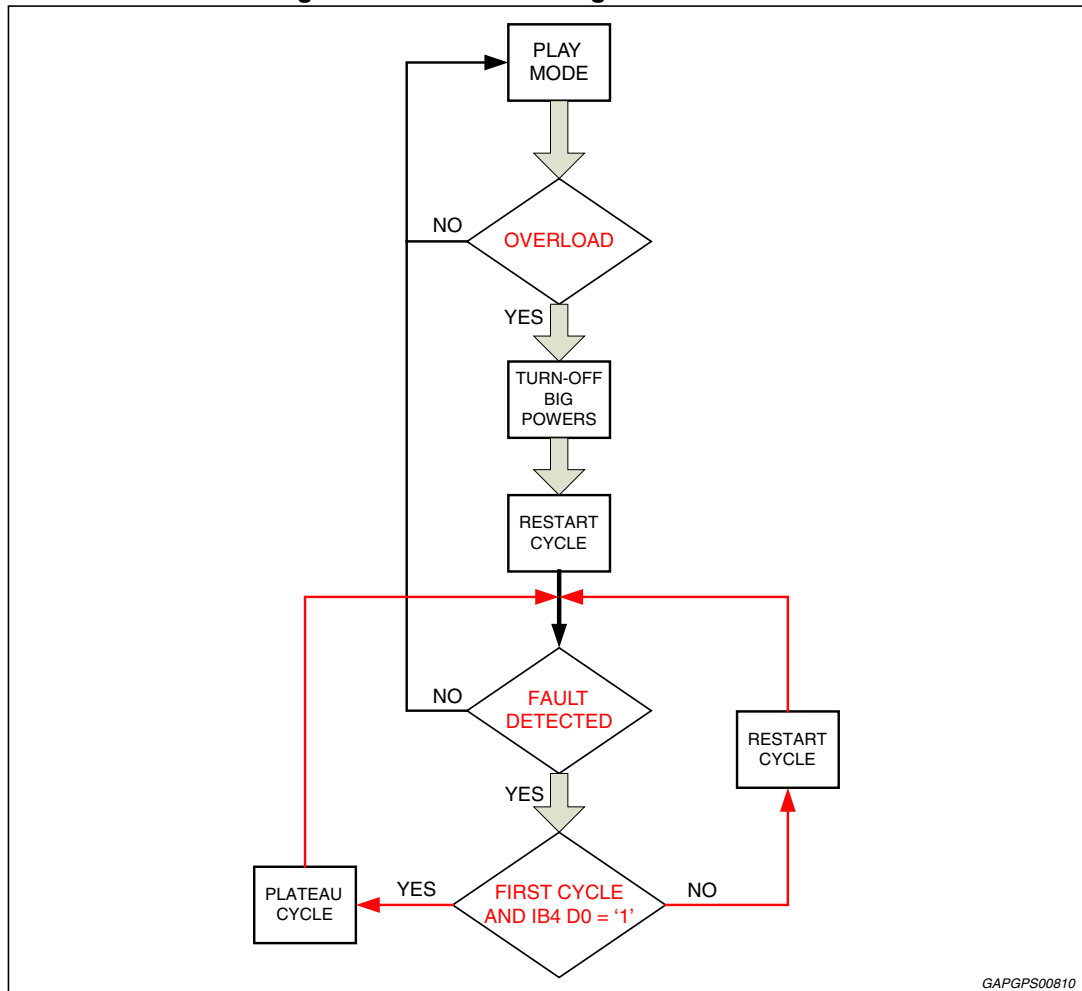 PLAY
MODE
NO
OVERLOAD
YES
TURN-OFF
BIG
POWERS
RESTART
CYCLE
NO
FAULT
DETECTED
RESTART
CYCLE
YES
PLATEAU
CYCLE
YES
FIRST CYCLE
AND IB4 D0 = ‘1’
NO
GAPGPS00810